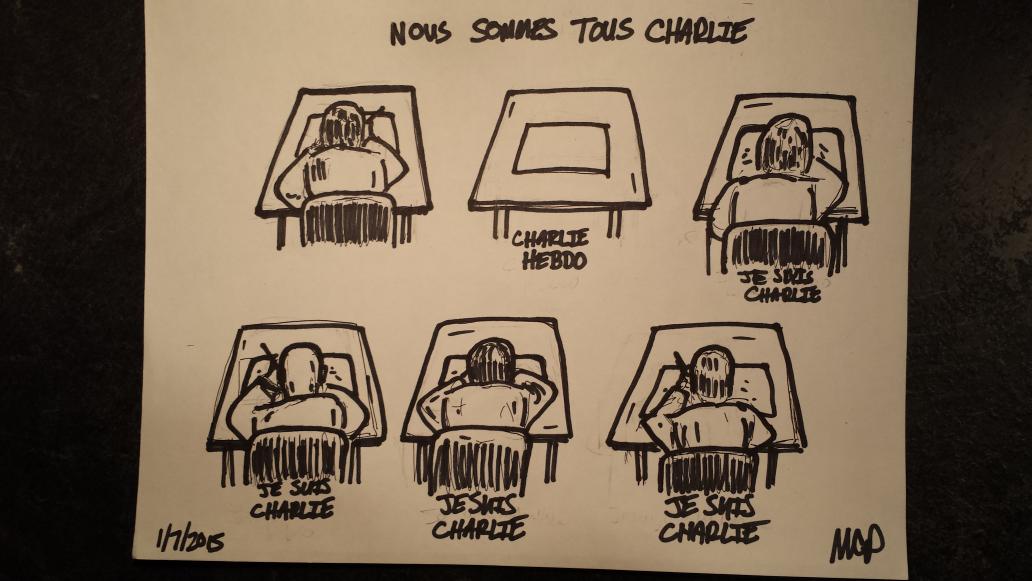 NOUS SOMMES TOUS CHARLIE
CHARLIE
HEBDO
JE SUIS
CHARLIE
JE SUIS
CHARLIE
JE SUIS
CHARLIE
JE SUIS
CHARLIE
1/7/2015
MOP